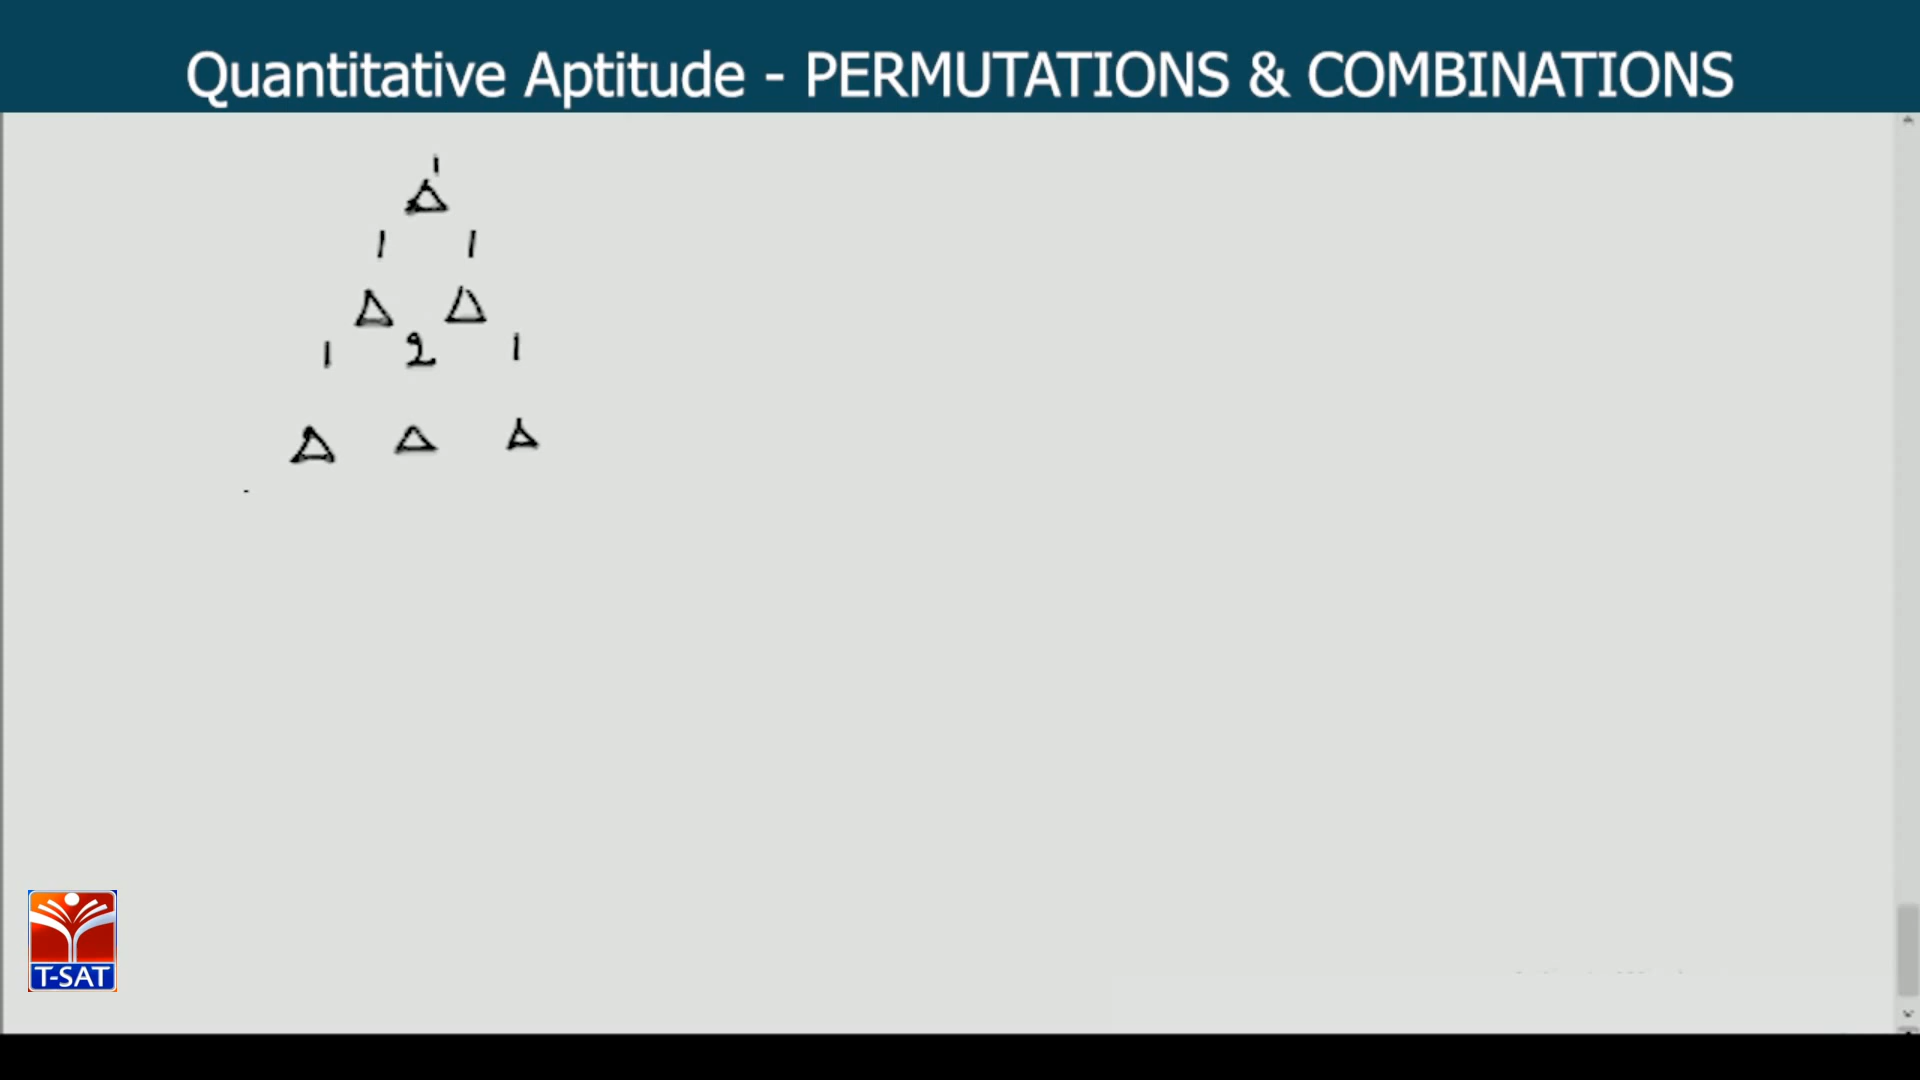 Quantitative Aptitude - PERMUTATIONS & COMBINATIONS
1
△
1 1
△ △
1 2 1
△ △ △
T-SAT